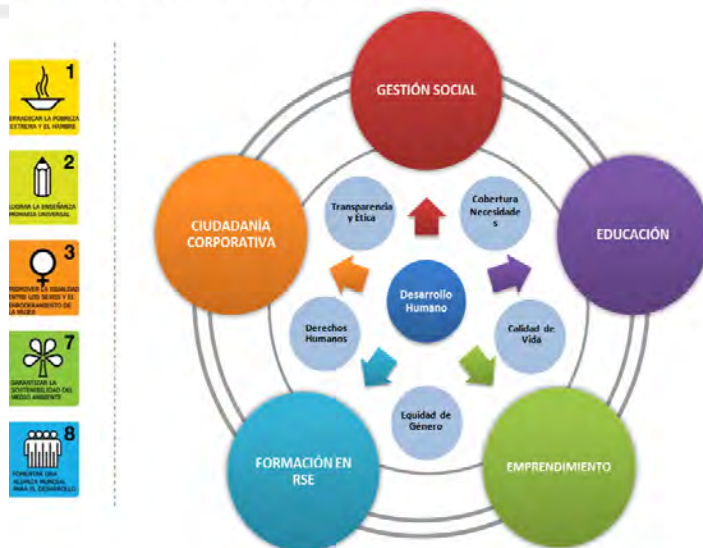 1
ERRADICAR LA POBREZA
EXTREMA Y EL HAMBRE
2
LOGRAR LA ENSEÑANZA
PRIMARIA UNIVERSAL
3
PROMOVER LA IGUALDAD
ENTRE LOS SEXOS Y EL
EMPODERAMIENTO DE
LA MUJER
7
GARANTIZAR LA
SOSTENIBILIDAD DEL
MEDIO AMBIENTE
8
FOMENTAR UNA
ALIANZA MUNDIAL
PARA EL DESARROLLO
GESTIÓN SOCIAL
Transparencia
y Ética
Cobertura
Necesidade
s
CIUDADANÍA
CORPORATIVA
EDUCACIÓN
Desarrollo
Humano
Derechos
Humanos
Calidad de
Vida
Equidad de
Género
FORMACIÓN EN
RSE
EMPRENDIMIENTO